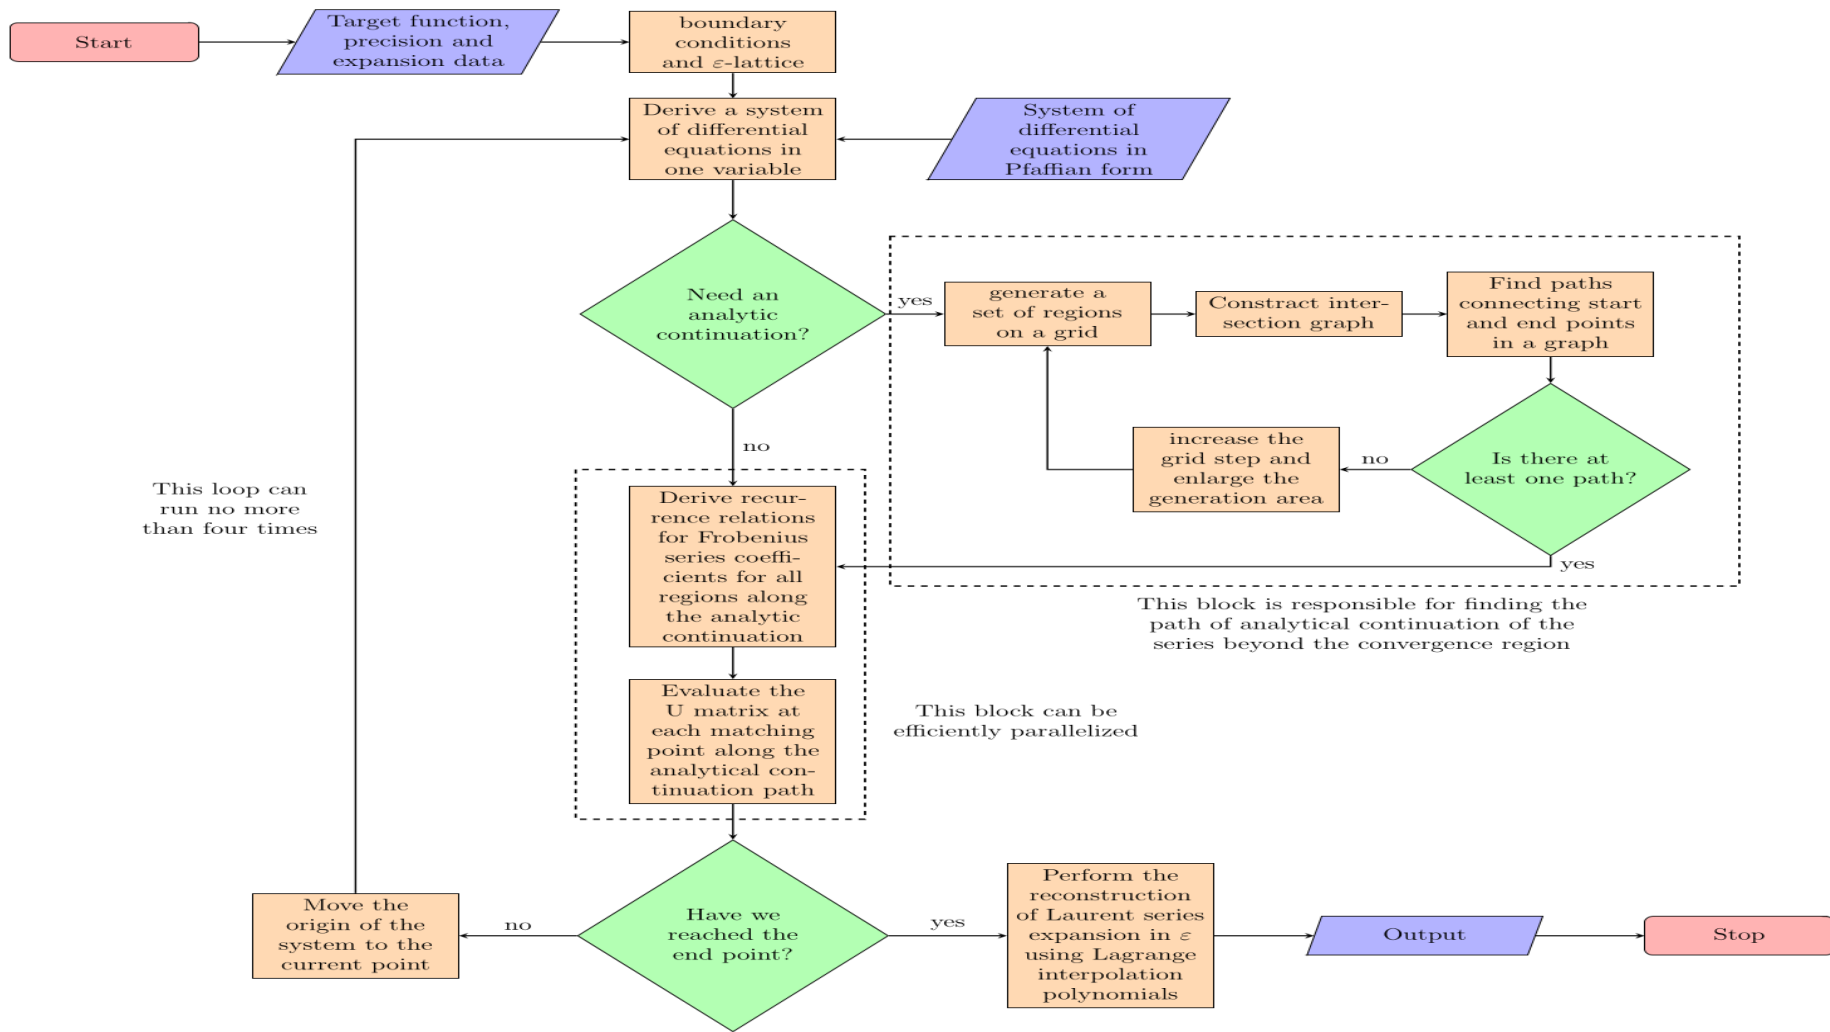 Start
Target function,
precision and
expansion data
boundary
conditions
and ε-lattice
Derive a system
of differential
equations in
one variable
System of
differential
equations in
Pfaffian form
Need an
analytic
continuation?
yes
generate a
set of regions
on a grid
Constract inter-
section graph
Find paths
connecting start
and end points
in a graph
Is there at
least one path?
no
increase the
grid step and
enlarge the
generation area
yes
This block is responsible for finding the
path of analytical continuation of the
series beyond the convergence region
no
Derive recur-
rence relations
for Frobenius
series coeffi-
cients for all
regions along
the analytic
continuation
Evaluate the
U matrix at
each matching
point along the
analytical con-
tinuation path
This block can be
efficiently parallelized
This loop can
run no more
than four times
Have we
reached the
end point?
no
Move the
origin of the
system to the
current point
yes
Perform the
reconstruction
of Laurent series
expansion in ε
using Lagrange
interpolation
polynomials
Output
Stop